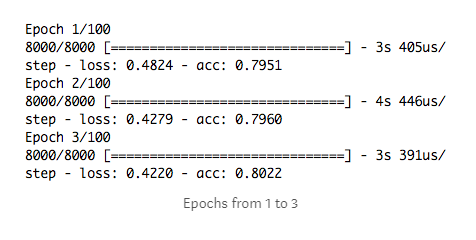 Epoch 1/100
8000/8000 [==============================] - 3s 405us/
step - loss: 0.4824 - acc: 0.7951
Epoch 2/100
8000/8000 [==============================] - 4s 446us/
step - loss: 0.4279 - acc: 0.7960
Epoch 3/100
8000/8000 [==============================] - 3s 391us/
step - loss: 0.4220 - acc: 0.8022
Epochs from 1 to 3